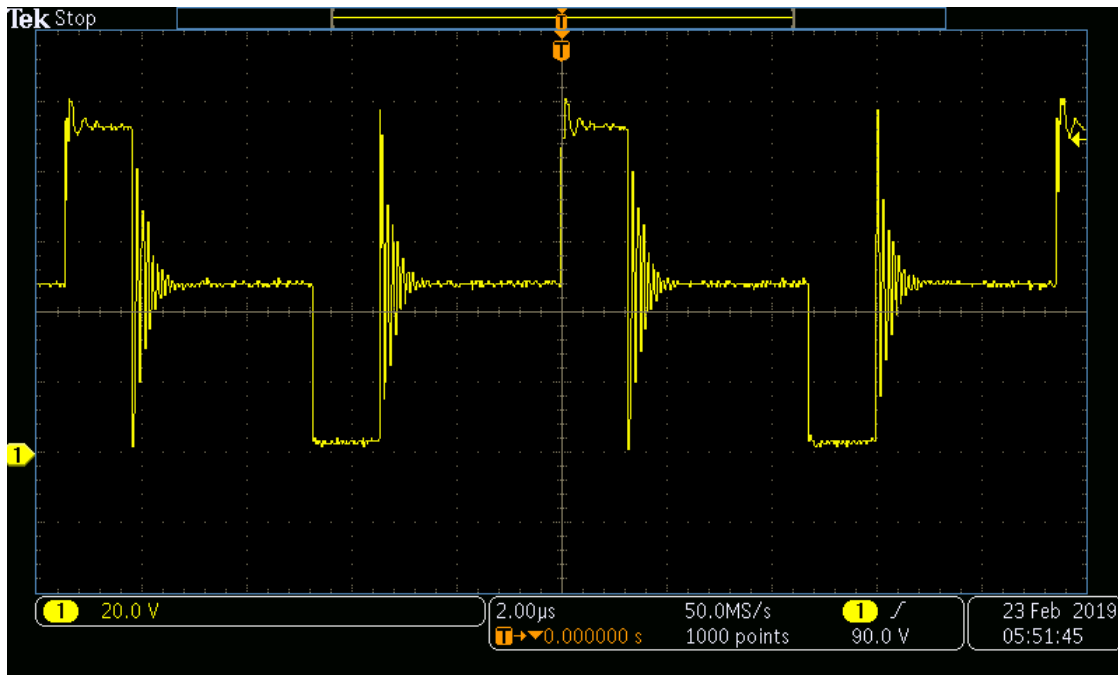 Tek Stop
T
T
1
1 20.0 V
2.00µs 50.0MS/s 1 /
T→▼0.000000 s 1000 points 90.0 V
23 Feb 2019
05:51:45